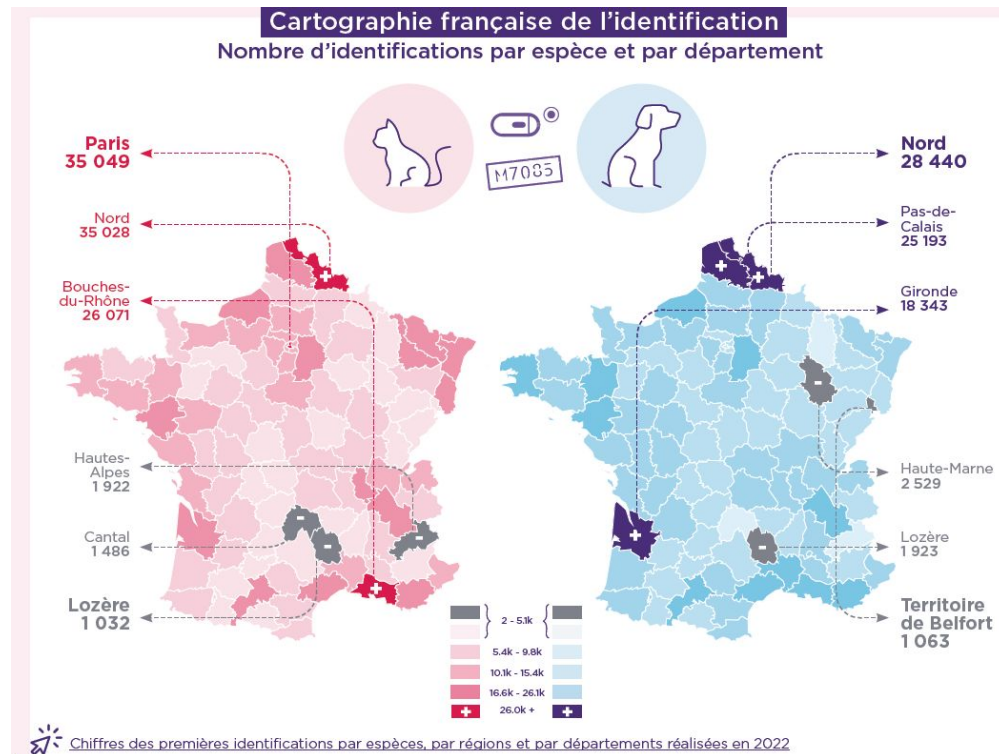 Cartographie française de l'identification
Nombre d'identifications par espèce et par département
M7085
Paris
35 049
Nord
35 028
Bouches-
du-Rhône
26 071
Hautes-
Alpes
1 922
Cantal
1 486
Lozère
1 032
Nord
28 440
Pas-de-
Calais
25 193
Gironde
18 343
Haute-Marne
2 529
Lozère
1 923
Territoire
de Belfort
1 063
2 - 5.1k
5.4k - 9.8k
10.1k - 15.4k
16.6k - 26.1k
26.0k +
Chiffres des premières identifications par espèces, par régions et par départements réalisées en 2022